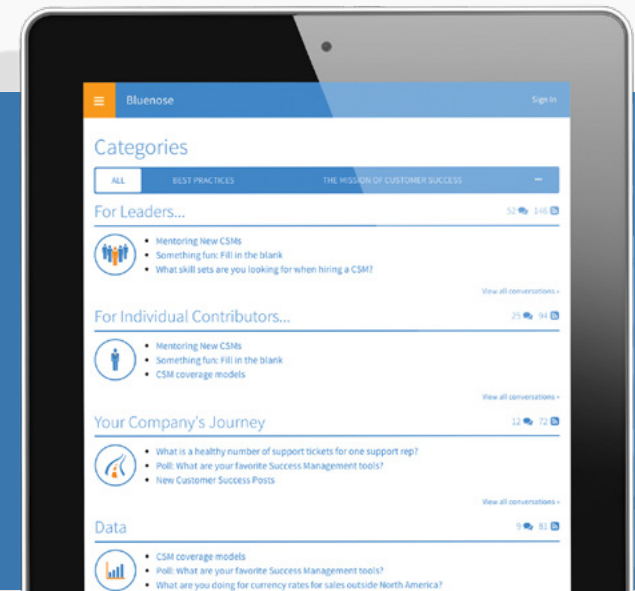 Bluenose
Sign In
Categories
ALL
BEST PRACTICES
THE MISSION OF CUSTOMER SUCCESS
For Leaders...
52 146
Mentoring New CSMs
Something fun: Fill in the blank
What skill sets are you looking for when hiring a CSM?
View all conversations »
For Individual Contributors...
25 94
Mentoring New CSMs
Something fun: Fill in the blank
CSM coverage models
View all conversations »
Your Company's Journey
12 72
What is a healthy number of support tickets for one support rep?
Poll: What are your favorite Success Management tools?
New Customer Success Posts
View all conversations »
Data
9 81
CSM coverage models
Poll: What are your favorite Success Management tools?
What are you doing for currency rates for sales outside North America?